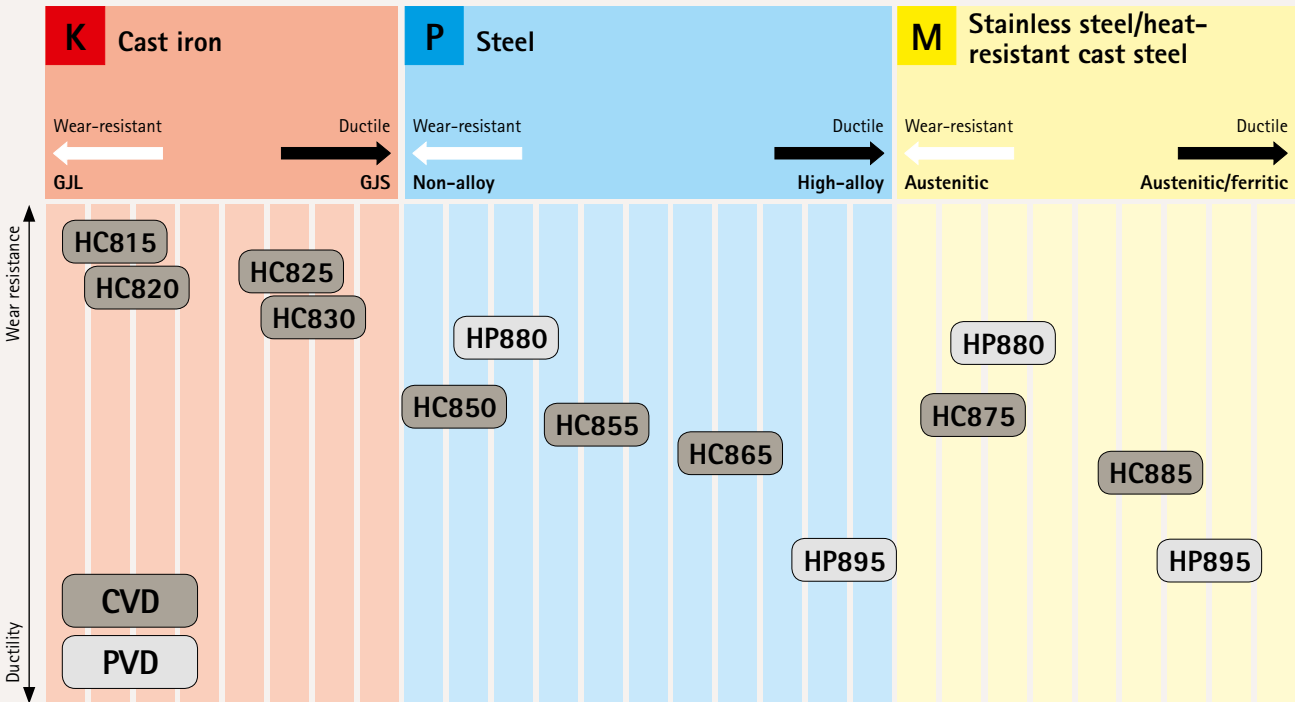 K Cast iron
Wear-resistant
Ductile
GJL
GJS
P Steel
Wear-resistant
Ductile
Non-alloy
High-alloy
M Stainless steel/heat-
resistant cast steel
Wear-resistant
Ductile
Austenitic
Austenitic/ferritic
Wear resistance
Ductility
HC815
HC820
HC825
HC830
CVD
PVD
HP880
HC850
HC855
HC865
HP895
HP880
HC875
HC885
HP895